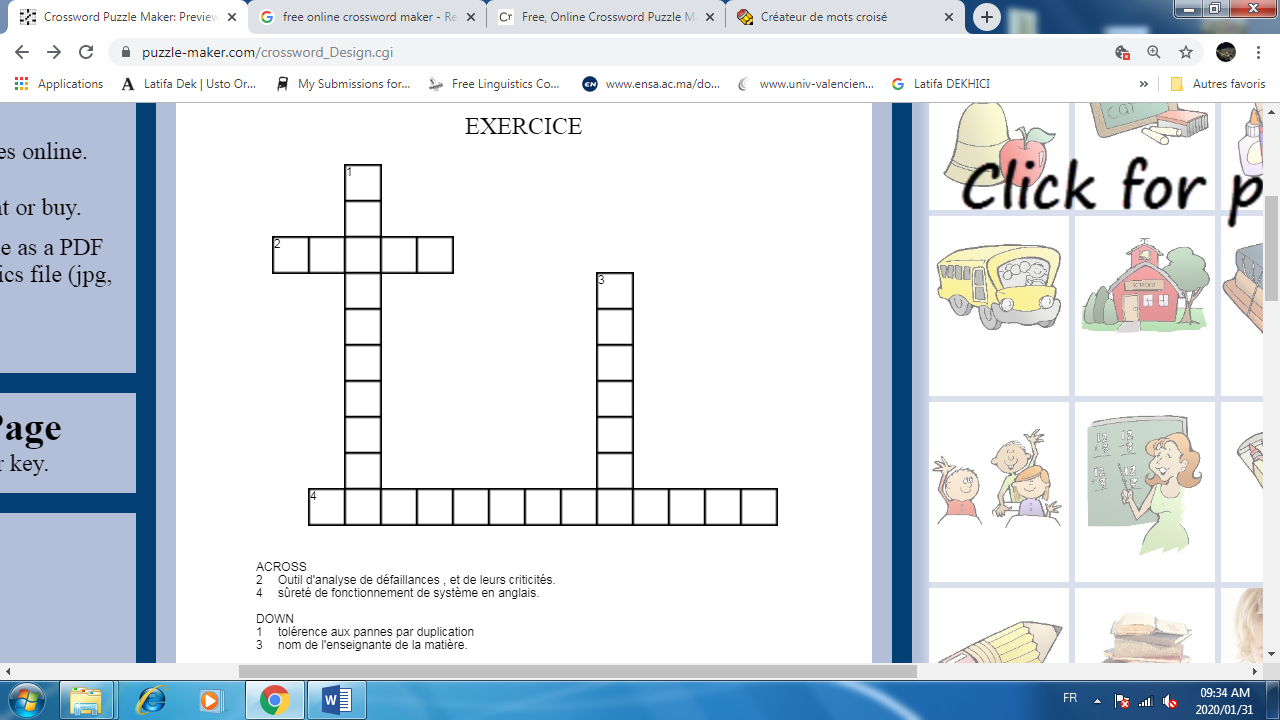 Crossword Puzzle Maker: Preview
free online crossword maker - Re
Free, Online Crossword Puzzle M
Créateur de mots croisé
puzzle-maker.com/crossword_Design.cgi
Applications
Latifa Dek | Usto Or...
My Submissions for...
Free Linguistics Co...
www.ensa.ac.ma/do...
www.univ-valencien...
Latifa DEKHICI
»
Autres favoris
es online.
t or buy.
e as a PDF
ics file (jpg,
Page
r key.
EXERCICE
1
2
3
4
ACROSS
2 Outil d'analyse de défaillances , et de leurs criticités.
4 sûreté de fonctionnement de système en anglais.
DOWN
1 tolérence aux pannes par duplication
3 nom de l'enseignante de la matière.
Click for p
SCHOOL
FR
09:34 AM
2020/01/31